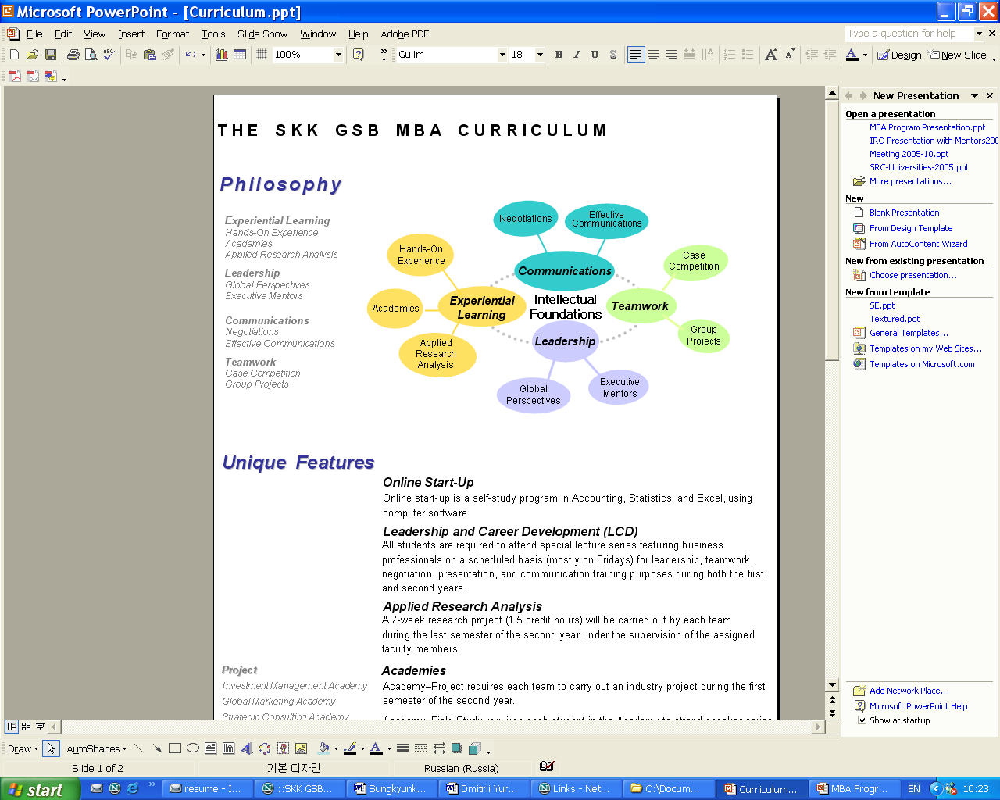 Microsoft PowerPoint - [Curriculum.ppt]
File Edit View Insert Format Tools Slide Show Window Help Adobe PDF
Type a question for help
100%
Gulim
18
Design
New Slide
THE SKK GSB MBA CURRICULUM
Philosophy
Experiential Learning
Hands-On Experience
Academies
Applied Research Analysis
Leadership
Global Perspectives
Executive Mentors
Communications
Negotiations
Effective Communications
Teamwork
Case Competition
Group Projects
Negotiations
Effective
Communications
Hands-On
Experience
Case
Competition
Communications
Academies
Experiential
Learning
Intellectual
Foundations
Teamwork
Applied
Research
Analysis
Leadership
Group
Projects
Global
Perspectives
Executive
Mentors
Unique Features
Online Start-Up
Online start-up is a self-study program in Accounting, Statistics, and Excel, using
computer software.
Leadership and Career Development (LCD)
All students are required to attend special lecture series featuring business
professionals on a scheduled basis (mostly on Fridays) for leadership, teamwork,
negotiation, presentation, and communication training purposes during both the first
and second years.
Applied Research Analysis
A 7-week research project (1.5 credit hours) will be carried out by each team
during the last semester of the second year under the supervision of the assigned
faculty members.
Project
Investment Management Academy
Global Marketing Academy
Strategic Consulting Academy
Academies
Academy–Project requires each team to carry out an industry project during the first
semester of the second year.
Academy–Field Study requires each student in the Academy to attend speaker series
New Presentation
Open a presentation
MBA Program Presentation.ppt
IRO Presentation with Mentors200
Meeting 2005-10.ppt
SRC-Universities-2005.ppt
More presentations...
New
Blank Presentation
From Design Template
From AutoContent Wizard
New from existing presentation
Choose presentation...
New from template
SE.ppt
Textured.pot
General Templates...
Templates on my Web Sites...
Templates on Microsoft.com
Add Network Place...
Microsoft PowerPoint Help
Show at startup
Draw
AutoShapes
Slide 1 of 2
기본 디자인
Russian (Russia)
start
resume - I...
::SKK GSB...
Sungkyunk...
Dmitrii Yur...
Links - Net...
C:\Docum...
Curriculum...
MBA Progr...
EN
10:23